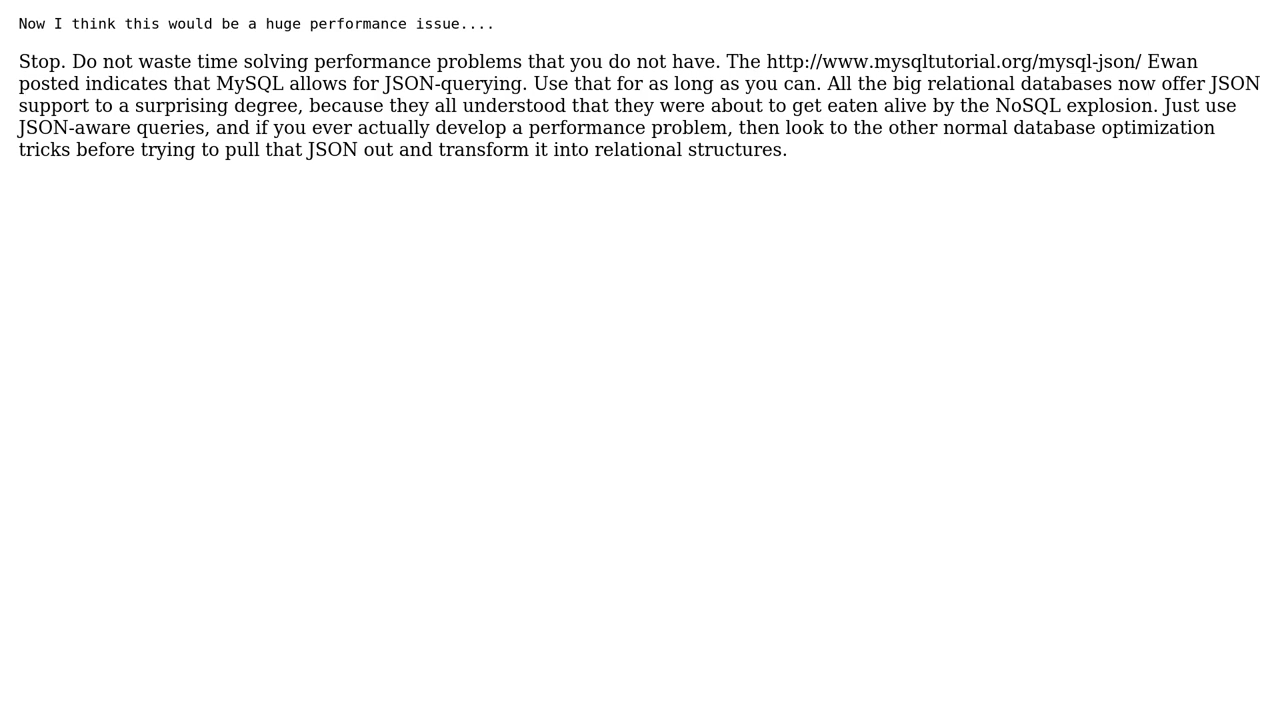 Now I think this would be a huge performance issue....
Stop. Do not waste time solving performance problems that you do not have. The http://www.mysqltutorial.org/mysql-json/ Ewan
posted indicates that MySQL allows for JSON-querying. Use that for as long as you can. All the big relational databases now offer JSON
support to a surprising degree, because they all understood that they were about to get eaten alive by the NoSQL explosion. Just use
JSON-aware queries, and if you ever actually develop a performance problem, then look to the other normal database optimization
tricks before trying to pull that JSON out and transform it into relational structures.